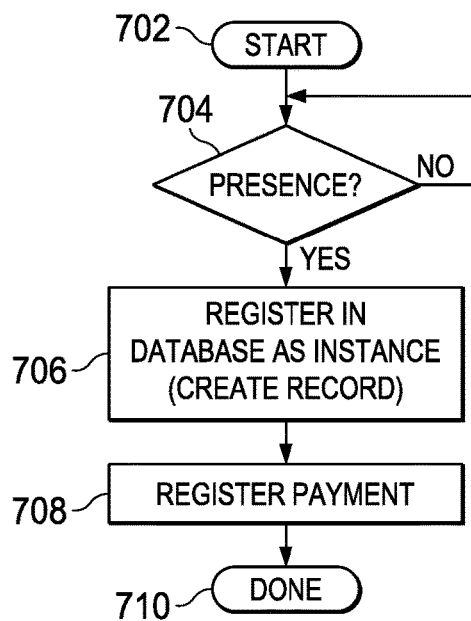 702
START
704
PRESENCE?
NO
YES
706
REGISTER IN
DATABASE AS INSTANCE
(CREATE RECORD)
708
REGISTER PAYMENT
710
DONE